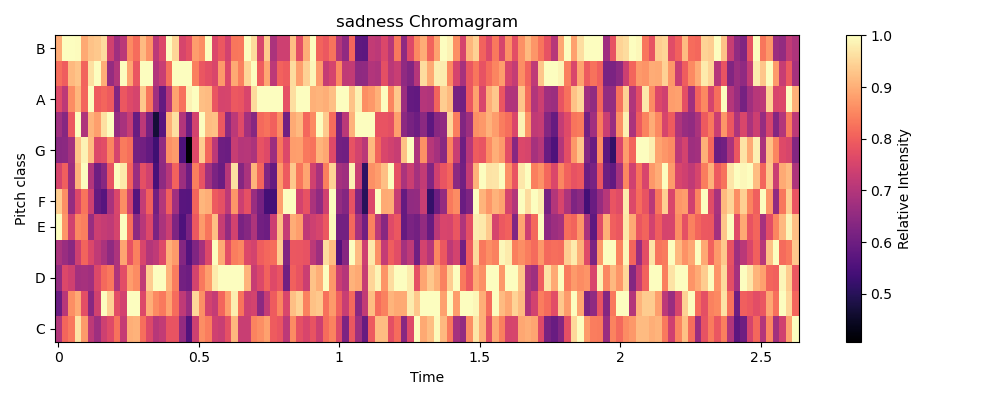 sadness Chromagram
Pitch class
B
A
G
F
E
D
C
0 0.5 1 1.5 2 2.5
Time
1.0
0.9
0.8
0.7
0.6
0.5
Relative Intensity